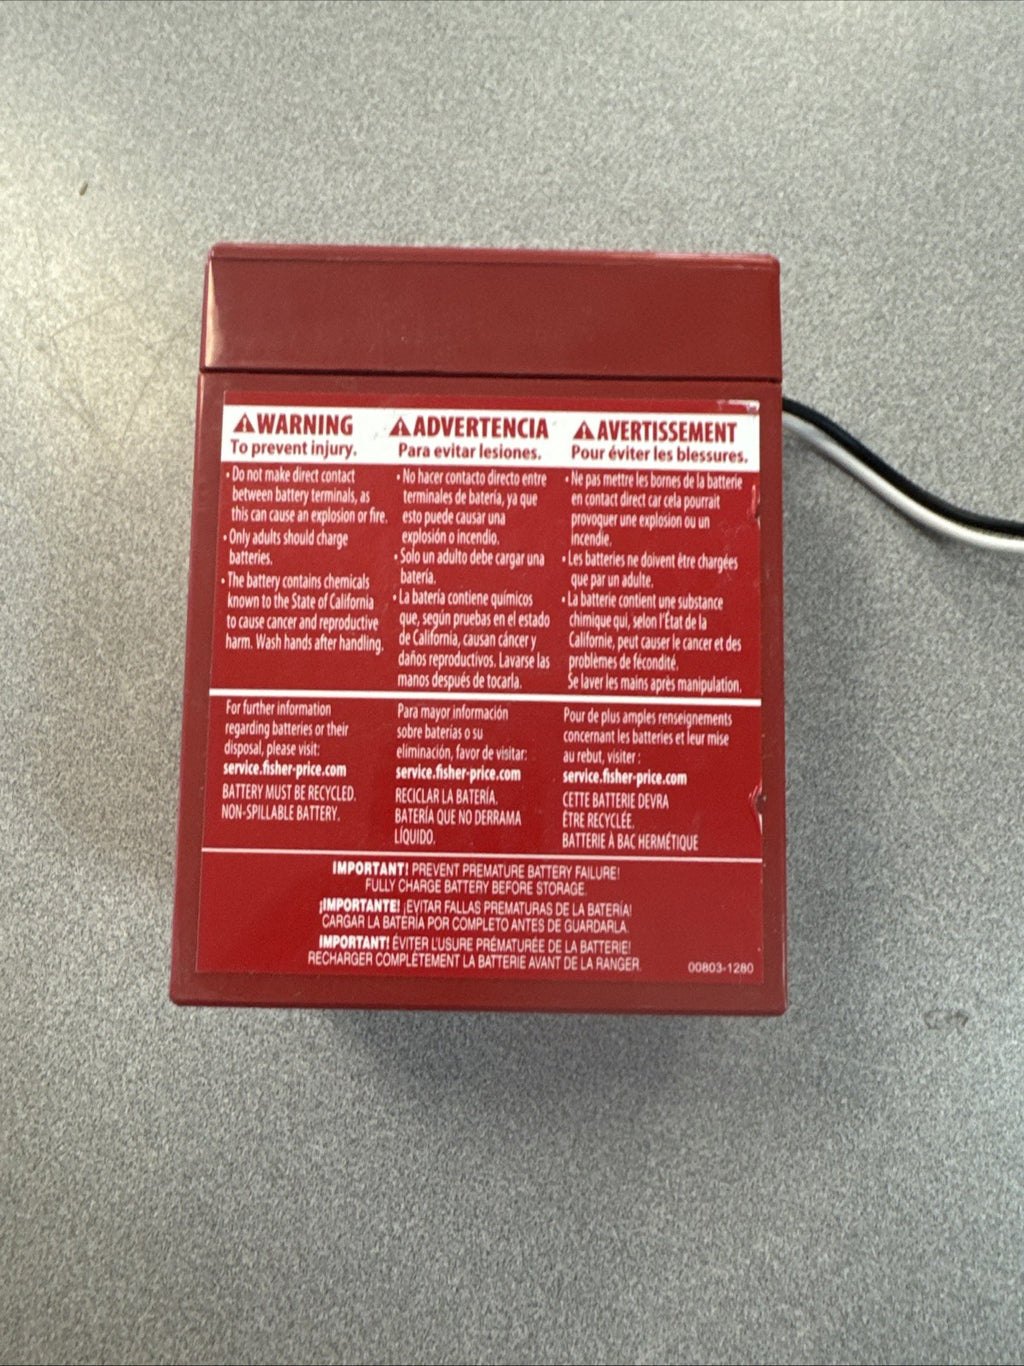 ⚠WARNING
To prevent injury.
• Do not make direct contact
between battery terminals, as
this can cause an explosion or fire.
• Only adults should charge
batteries.
• The battery contains chemicals
known to the State of California
to cause cancer and reproductive
harm. Wash hands after handling.
⚠ADVERTENCIA
Para evitar lesiones.
• No hacer contacto directo entre
terminales de batería, ya que
esto puede causar una
explosión o incendio.
• Solo un adulto debe cargar una
batería.
• La batería contiene químicos
que, según pruebas en el estado
de California, causan cáncer y
daños reproductivos. Lavarse las
manos después de tocarla.
⚠AVERTISSEMENT
Pour éviter les blessures.
• Ne pas mettre les bornes de la batterie
en contact direct car cela pourrait
provoquer une explosion ou un
incendie.
• Les batteries ne doivent être chargées
que par un adulte.
• La batterie contient une substance
chimique qui, selon l'État de la
Californie, peut causer le cancer et des
problèmes de fécondité.
Se laver les mains après manipulation.
For further information
regarding batteries or their
disposal, please visit:
service.fisher-price.com
BATTERY MUST BE RECYCLED.
NON-SPILLABLE BATTERY.
Para mayor información
sobre baterías o su
eliminación, favor de visitar:
service.fisher-price.com
RECICLAR LA BATERÍA.
BATERÍA QUE NO DERRAMA
LÍQUIDO.
Pour de plus amples renseignements
concernant les batteries et leur mise
au rebut, visiter :
service.fisher-price.com
CETTE BATTERIE DEVRA
ÊTRE RECYCLÉE.
BATTERIE À BAC HERMÉTIQUE
IMPORTANT! PREVENT PREMATURE BATTERY FAILURE!
FULLY CHARGE BATTERY BEFORE STORAGE.
¡IMPORTANTE! ¡EVITAR FALLAS PREMATURAS DE LA BATERÍA!
CARGAR LA BATERÍA POR COMPLETO ANTES DE GUARDARLA.
IMPORTANT! ÉVITER L'USURE PRÉMATURÉE DE LA BATTERIE!
RECHARGER COMPLÈTEMENT LA BATTERIE AVANT DE LA RANGER.
00803-1280